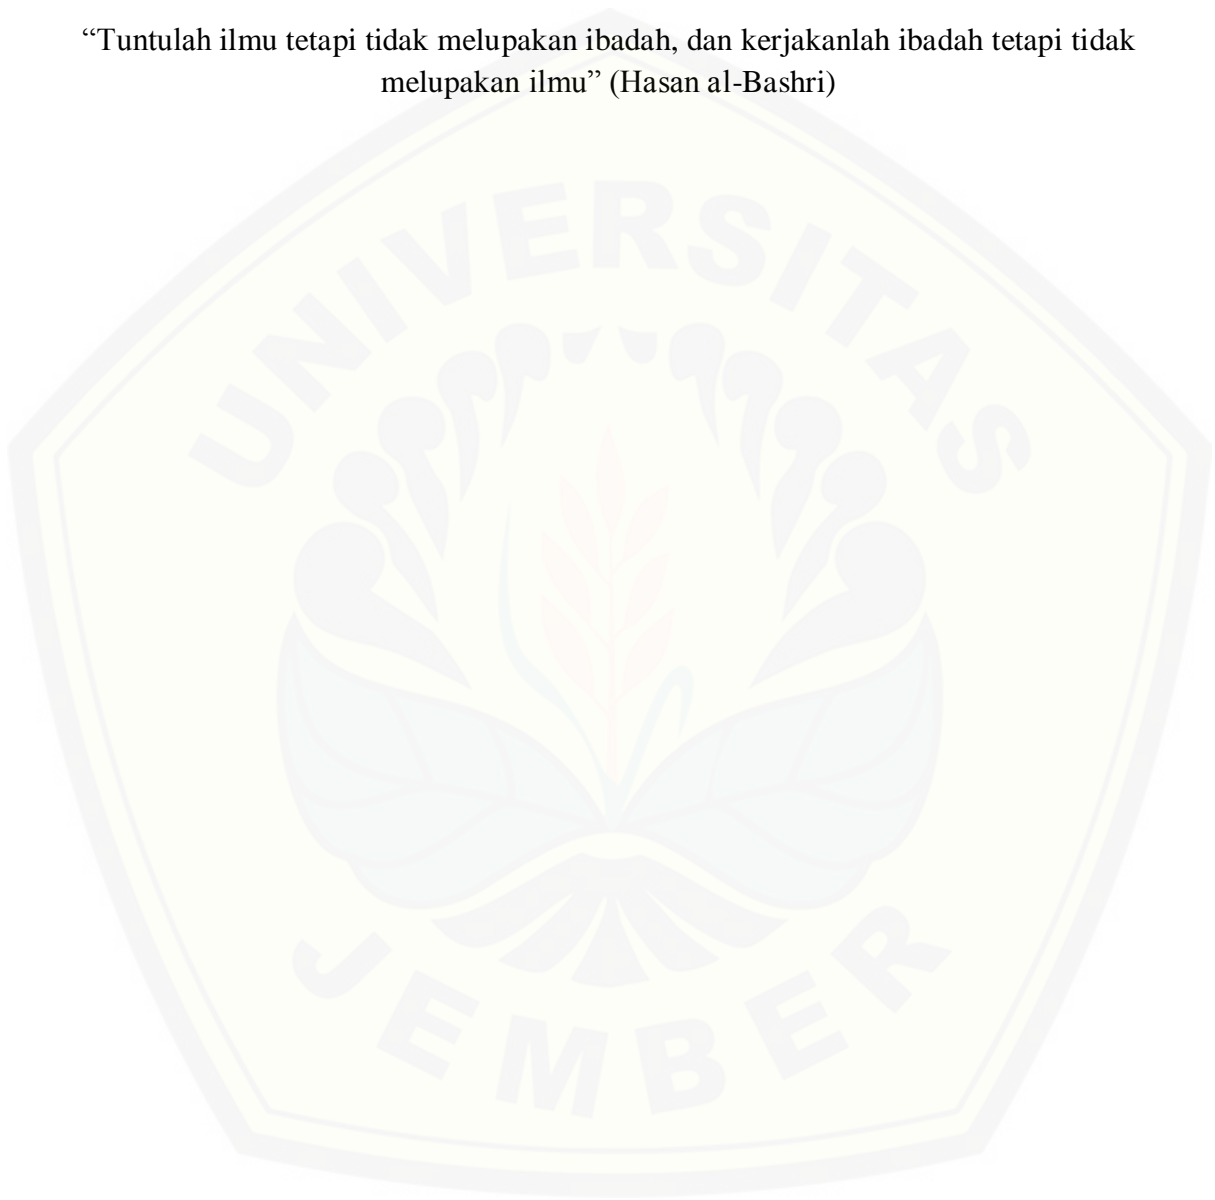 “Tuntulah ilmu tetapi tidak melupakan ibadah, dan kerjakanlah ibadah tetapi tidak
melupakan ilmu” (Hasan al-Bashri)
UNIVERSITAS
JEMBER